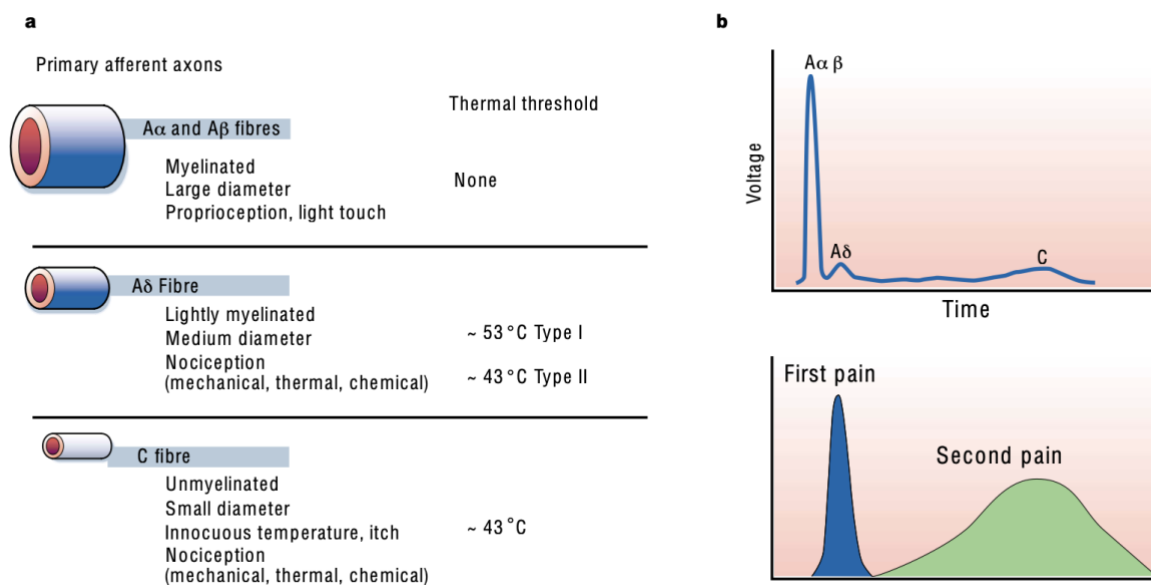 a
Primary afferent axons
Thermal threshold
Aα and Aβ fibres
Myelinated
Large diameter
Proprioception, light touch
None
Aδ Fibre
Lightly myelinated
Medium diameter
Nociception
(mechanical, thermal, chemical)
~ 53°C Type I
~ 43°C Type II
C fibre
Unmyelinated
Small diameter
Innocuous temperature, itch
Nociception
(mechanical, thermal, chemical)
~ 43°C
b
Aα β
Voltage
Aδ
C
Time
First pain
Second pain